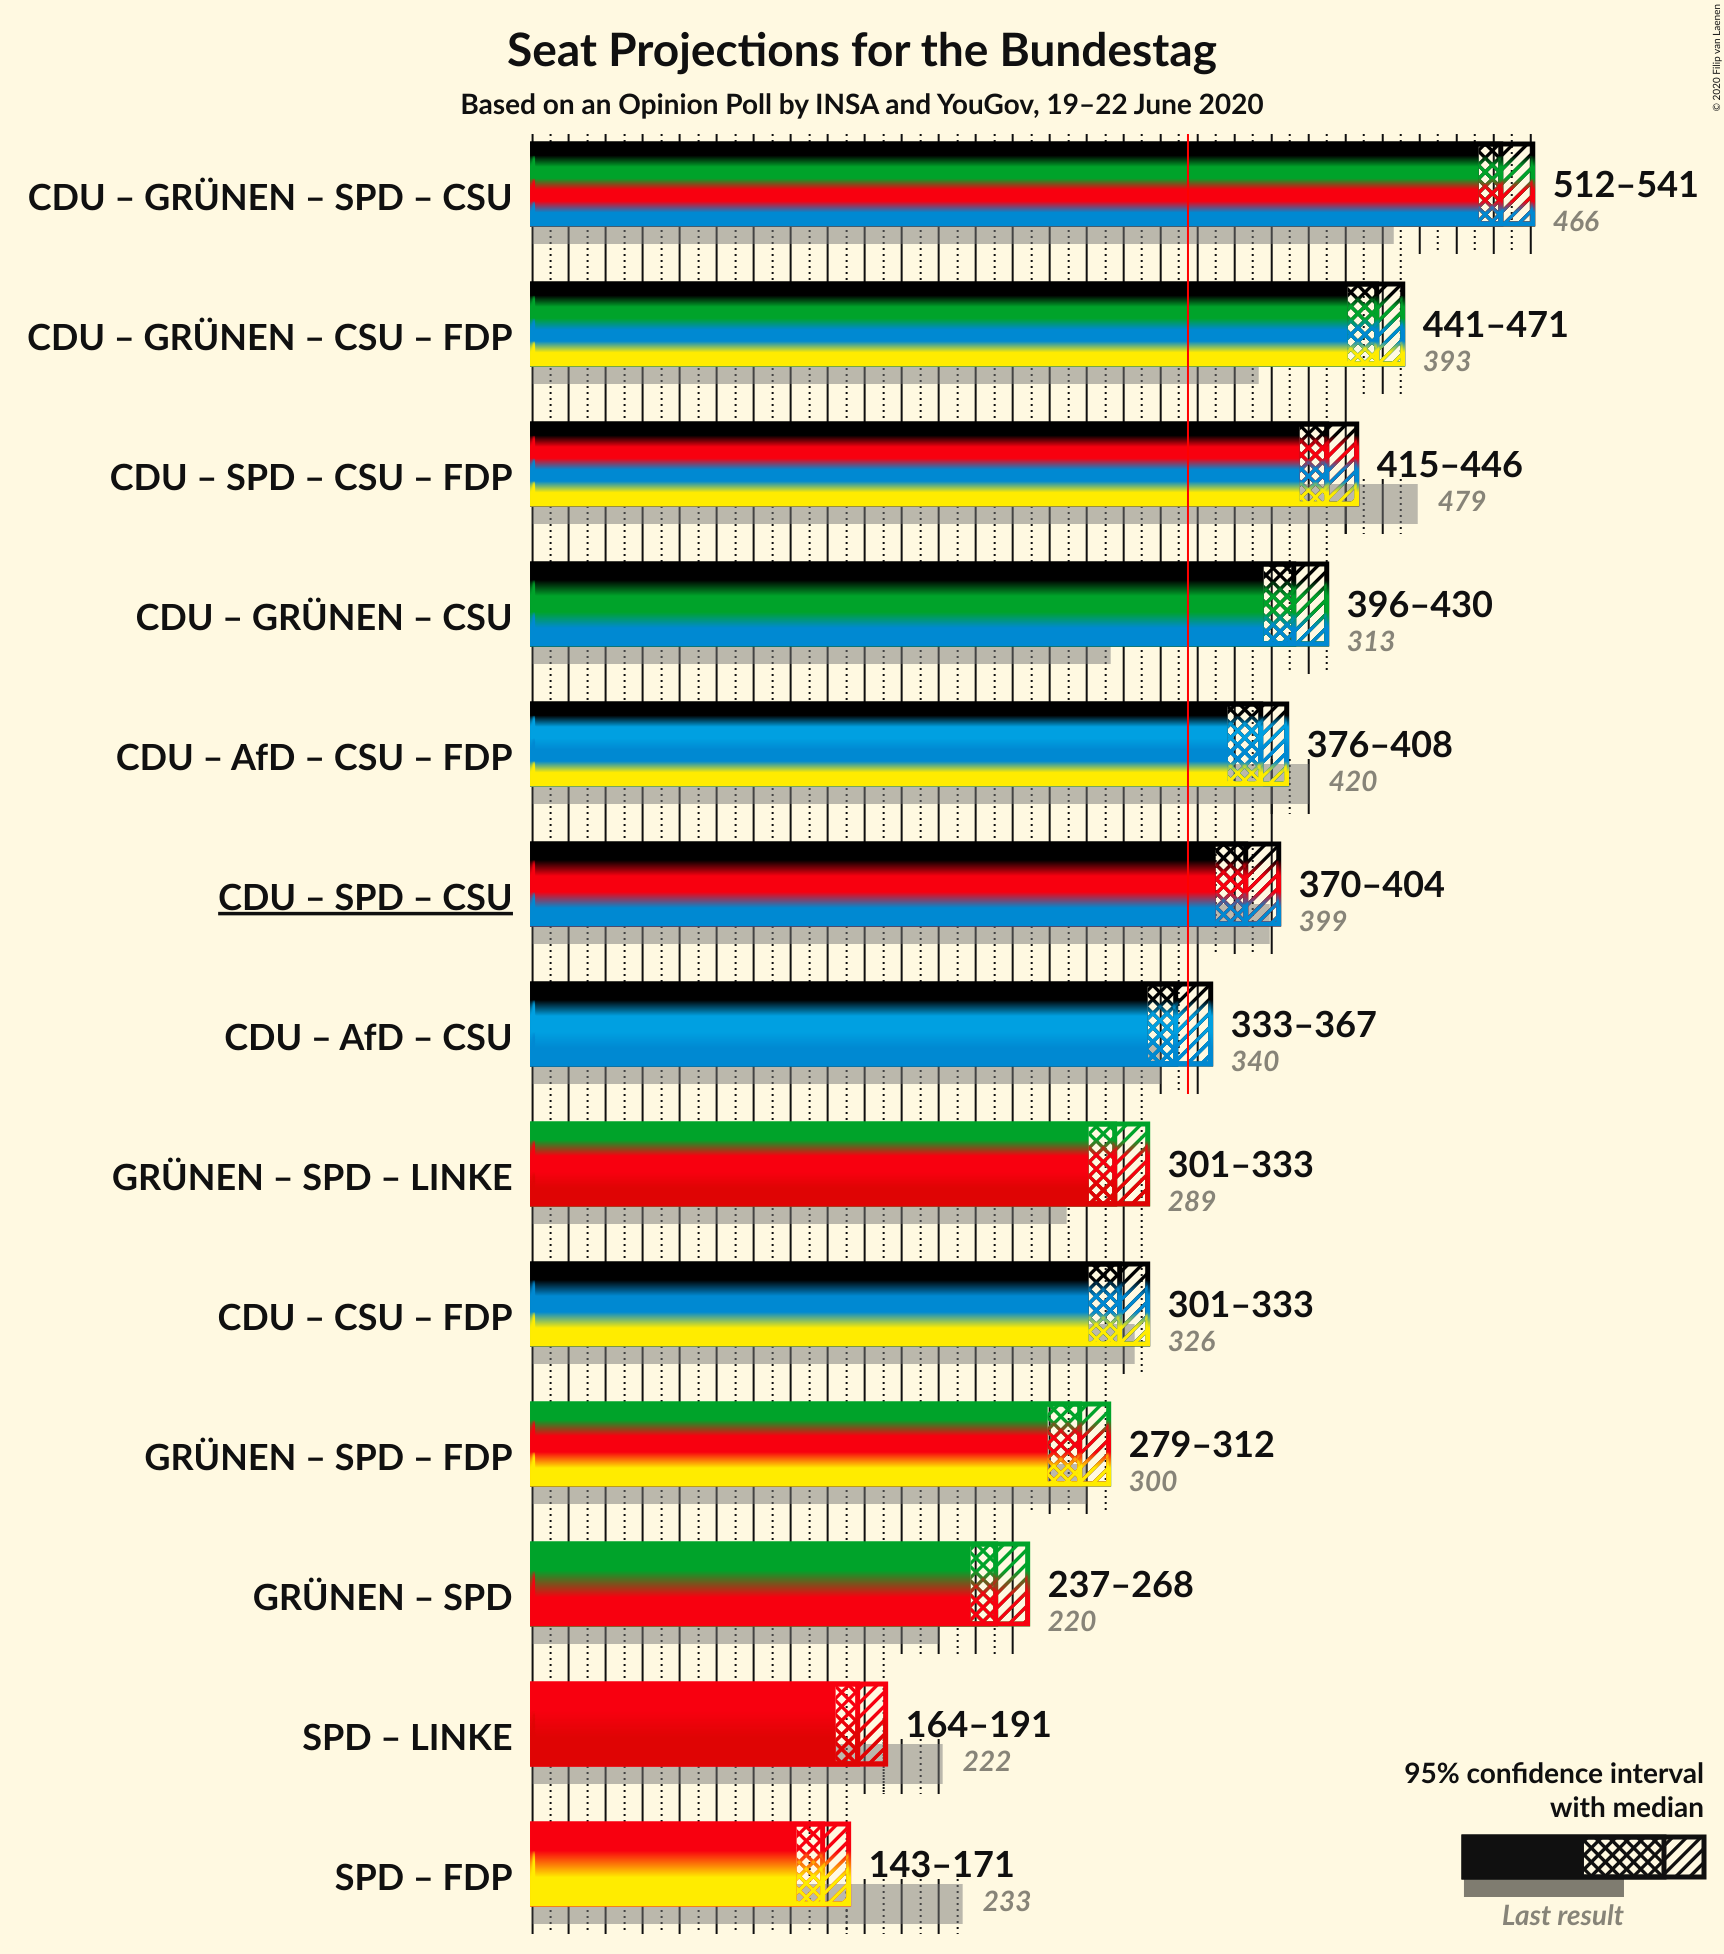 Seat Projections for the Bundestag
Based on an Opinion Poll by INSA and YouGov, 19–22 June 2020
© 2020 Filip van Laenen
CDU – GRÜNEN – SPD – CSU
512–541
466
CDU – GRÜNEN – CSU – FDP
441–471
393
CDU – SPD – CSU – FDP
415–446
479
CDU – GRÜNEN – CSU
396–430
313
CDU – AfD – CSU – FDP
376–408
420
CDU – SPD – CSU
370–404
399
CDU – AfD – CSU
333–367
340
GRÜNEN – SPD – LINKE
301–333
289
CDU – CSU – FDP
301–333
326
GRÜNEN – SPD – FDP
279–312
300
GRÜNEN – SPD
237–268
220
SPD – LINKE
164–191
222
SPD – FDP
143–171
233
95% confidence interval
with median
Last result